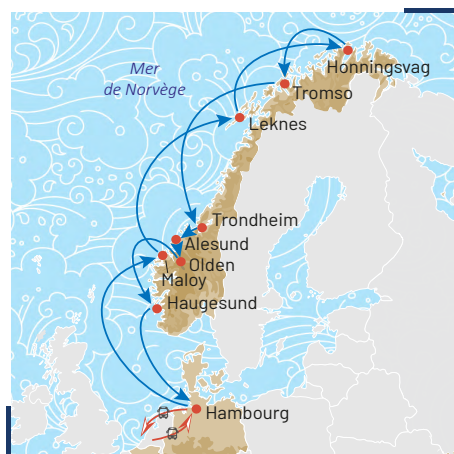 Mer
de Norvège
Honningsvag
Tromso
Leknes
Trondheim
Alesund
Olden
Maloy
Haugesund
Hambourg